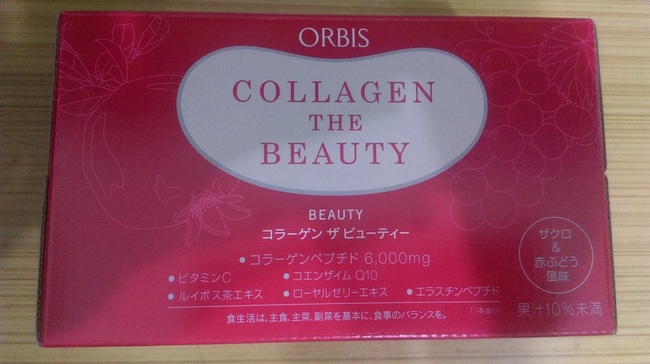 ORBIS
COLLAGEN
THE
BEAUTY
BEAUTY
コラーゲン ザ ビューティー
• コラーゲンペプチド 6,000mg
• ビタミンC • コエンザイム Q10
• ルイボス茶エキス • ローヤルゼリーエキス • エラスチンペプチド
(1本当り)
食生活は、主食、主菜、副菜を基本に、食事のバランスを。
ザクロ
&
赤ぶどう
風味
果汁10%未満